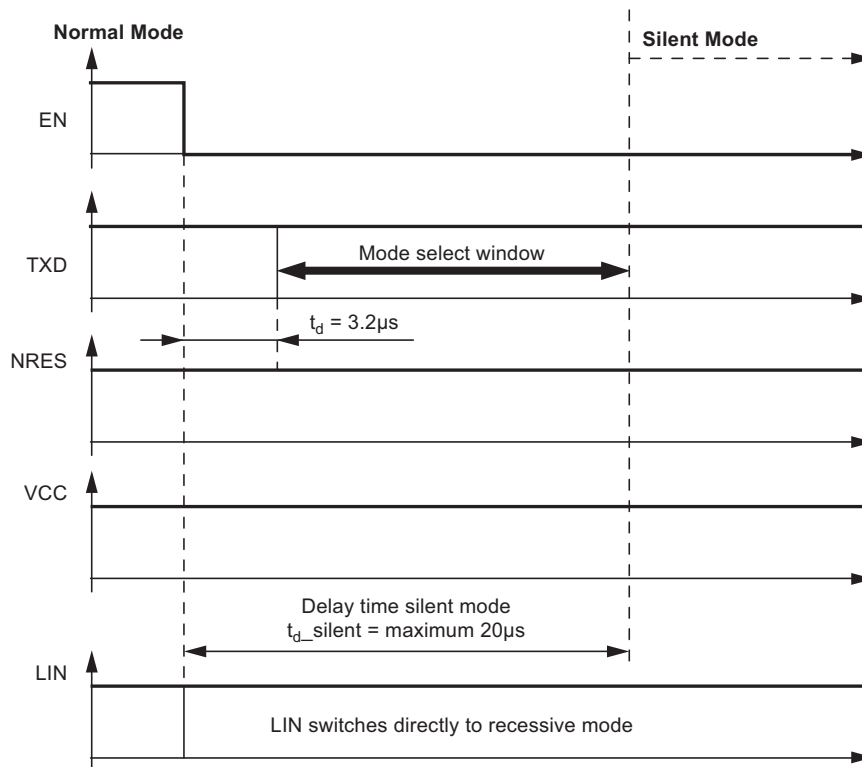 Normal Mode
Silent Mode
EN
TXD
Mode select window
t_d = 3.2µs
NRES
VCC
Delay time silent mode
t_d_silent = maximum 20µs
LIN
LIN switches directly to recessive mode